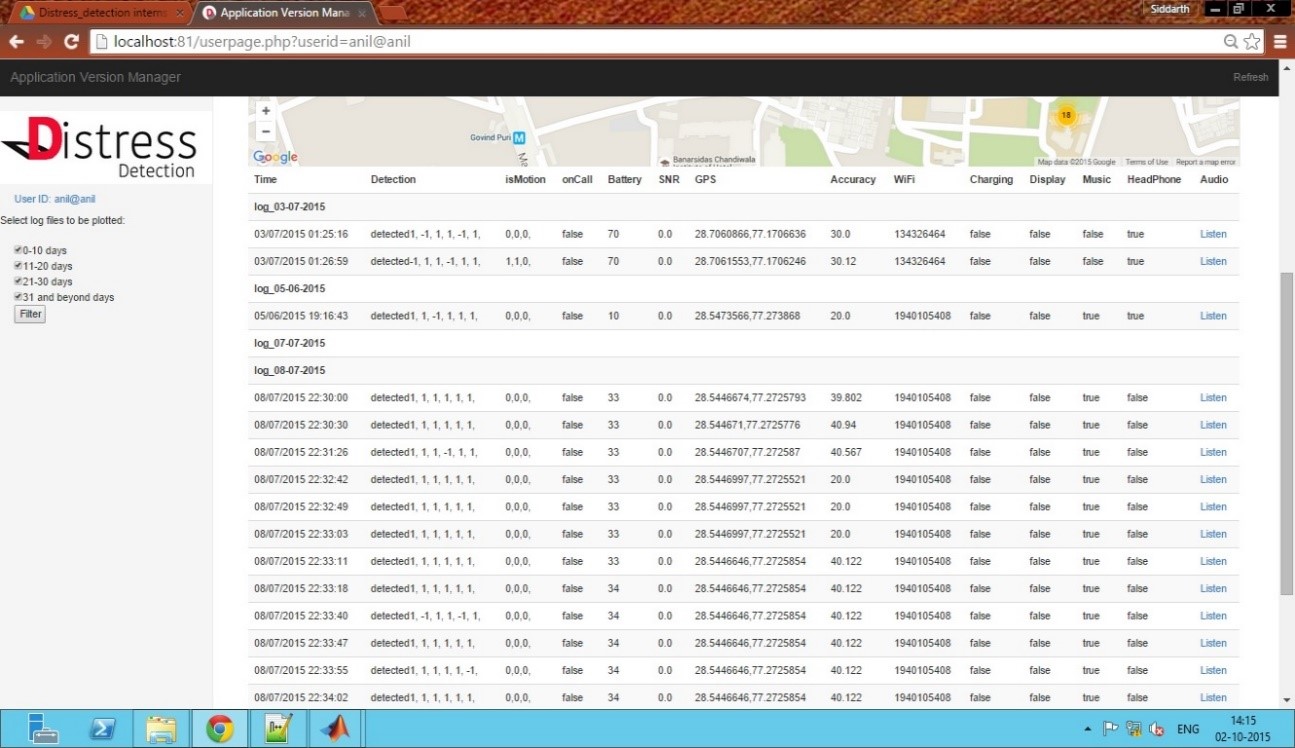 Distress_detection interns
Application Version Mana
Siddarth
localhost:81/userpage.php?userid=anil@anil
Application Version Manager
Refresh
Distress
Detection
User ID: anil@anil
Select log files to be plotted:
0-10 days
11-20 days
21-30 days
31 and beyond days
Filter
+
−
Govind Puri M
18
Banarsidas Chandiwala
Google
Map data ©2015 Google Terms of Use Report a map error
Time Detection isMotion onCall Battery SNR GPS Accuracy WiFi Charging Display Music HeadPhone Audio
log_03-07-2015
03/07/2015 01:25:16 detected1, -1, 1, 1, -1, 1, 0,0,0, false 70 0.0 28.7060866,77.1706636 30.0 134326464 false false false true Listen
03/07/2015 01:26:59 detected-1, 1, 1, -1, 1, 1, 1,1,0, false 70 0.0 28.7061553,77.1706246 30.12 134326464 false false false true Listen
log_05-06-2015
05/06/2015 19:16:43 detected1, 1, -1, 1, 1, 1, 0,0,0, false 10 0.0 28.5473566,77.273868 20.0 1940105408 false false true true Listen
log_07-07-2015
log_08-07-2015
08/07/2015 22:30:00 detected1, 1, 1, 1, 1, 1, 0,0,0, false 33 0.0 28.5446674,77.2725793 39.802 1940105408 false false true false Listen
08/07/2015 22:30:30 detected1, 1, 1, 1, 1, 1, 0,0,0, false 33 0.0 28.544671,77.2725776 40.94 1940105408 false false true false Listen
08/07/2015 22:31:26 detected1, 1, 1, -1, 1, 1, 0,0,0, false 33 0.0 28.5446707,77.272587 40.567 1940105408 false false true false Listen
08/07/2015 22:32:42 detected1, 1, 1, 1, 1, 1, 0,0,0, false 33 0.0 28.5446997,77.2725521 20.0 1940105408 false false true false Listen
08/07/2015 22:32:49 detected1, 1, 1, 1, 1, 1, 0,0,0, false 33 0.0 28.5446997,77.2725521 20.0 1940105408 false false true false Listen
08/07/2015 22:33:03 detected1, 1, 1, 1, 1, 1, 0,0,0, false 33 0.0 28.5446997,77.2725521 20.0 1940105408 false false true false Listen
08/07/2015 22:33:11 detected1, 1, 1, 1, 1, 1, 0,0,0, false 33 0.0 28.5446646,77.2725854 40.122 1940105408 false false true false Listen
08/07/2015 22:33:18 detected1, 1, 1, 1, 1, 1, 0,0,0, false 34 0.0 28.5446646,77.2725854 40.122 1940105408 false false true false Listen
08/07/2015 22:33:40 detected1, -1, 1, 1, -1, 1, 0,0,0, false 34 0.0 28.5446646,77.2725854 40.122 1940105408 false false true false Listen
08/07/2015 22:33:47 detected1, 1, 1, 1, 1, 1, 0,0,0, false 34 0.0 28.5446646,77.2725854 40.122 1940105408 false false true false Listen
08/07/2015 22:33:55 detected1, 1, 1, 1, 1, -1, 0,0,0, false 34 0.0 28.5446646,77.2725854 40.122 1940105408 false false true false Listen
08/07/2015 22:34:02 detected1, 1, 1, 1, 1, 1, 0,0,0, false 34 0.0 28.5446646,77.2725854 40.122 1940105408 false false true false Listen
ENG
14:15
02-10-2015